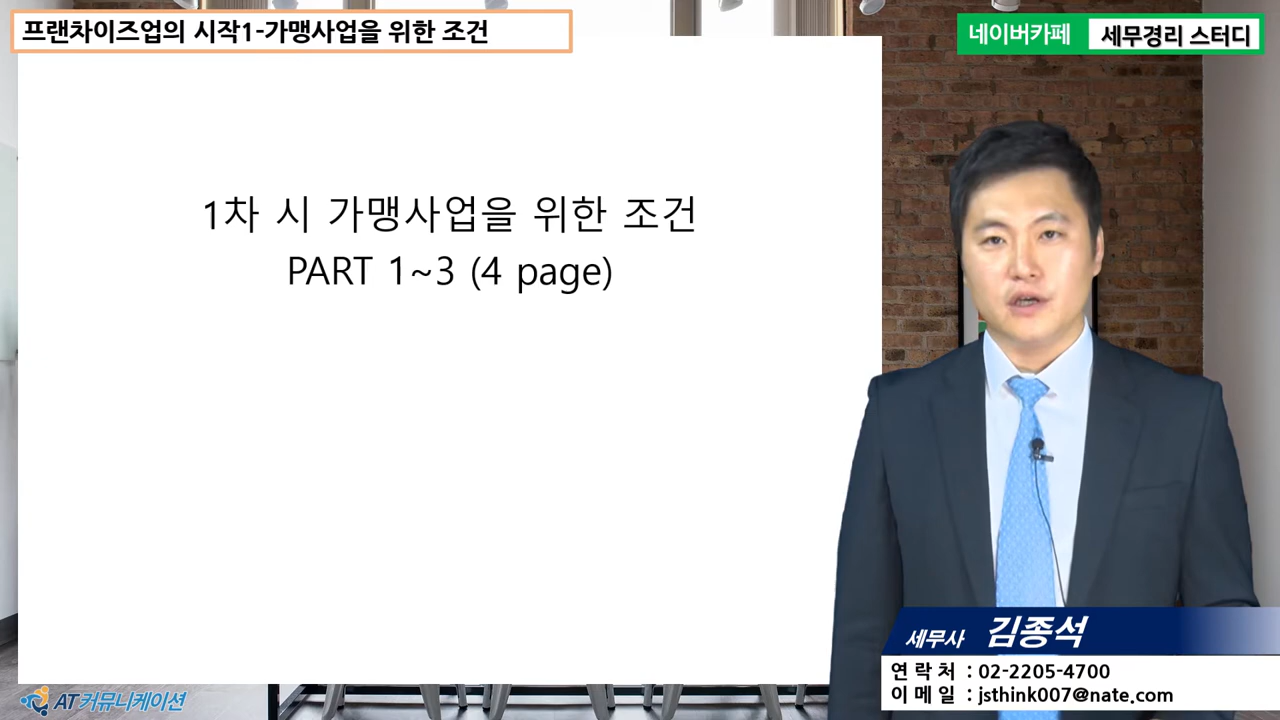 프랜차이즈업의 시작1-가맹사업을 위한 조건
네이버카페 세무경리 스터디
1차 시 가맹사업을 위한 조건
PART 1~3 (4 page)
세무사 김종석
연 락 처 : 02-2205-4700
이 메 일 : jsthink007@nate.com
AT커뮤니케이션